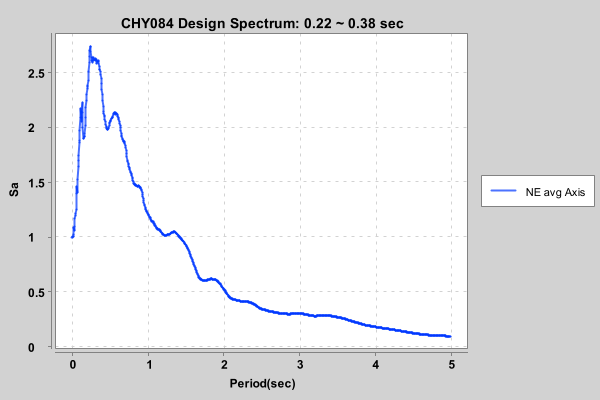 CHY084 Design Spectrum: 0.22 ~ 0.38 sec
Sa
2.5
2
1.5
1
0.5
0
0 1 2 3 4 5
Period(sec)
NE avg Axis